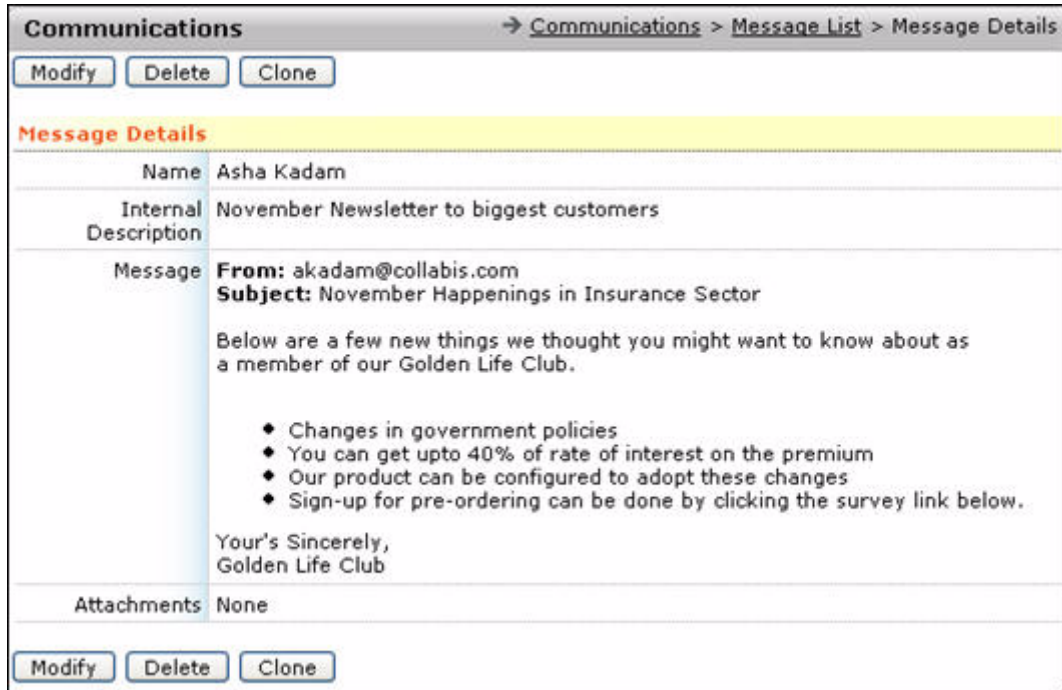 Communications → Communications > Message List > Message Details
Modify Delete Clone
Message Details
Name Asha Kadam
Internal Description November Newsletter to biggest customers
Message From: akadam@collabis.com
Subject: November Happenings in Insurance Sector
Below are a few new things we thought you might want to know about as
a member of our Golden Life Club.
◆ Changes in government policies
◆ You can get upto 40% of rate of interest on the premium
◆ Our product can be configured to adopt these changes
◆ Sign-up for pre-ordering can be done by clicking the survey link below.
Your's Sincerely,
Golden Life Club
Attachments None
Modify Delete Clone